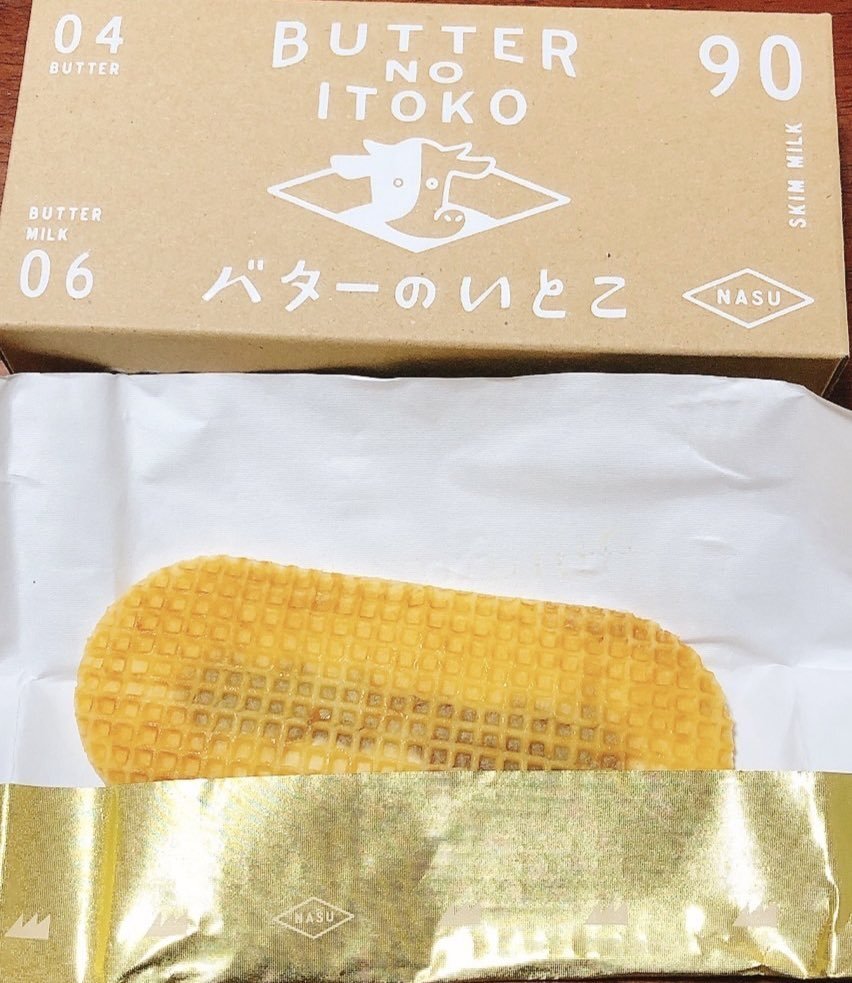 04
BUTTER
BUTTER
NO
ITOKO
90
SKIM MILK
BUTTER
MILK
06
バターのいとこ
NASU
NASU